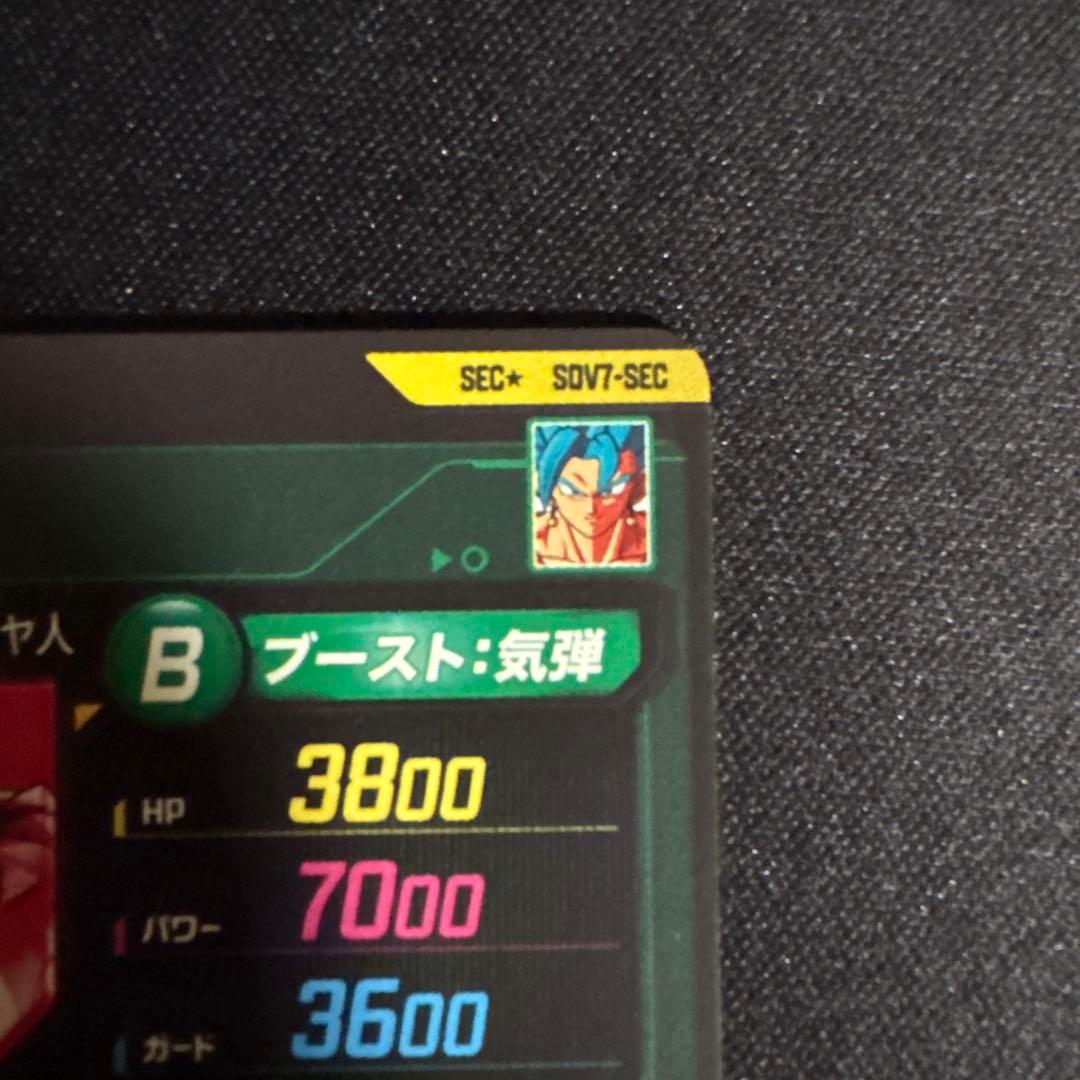 SEC★ SDV7-SEC
ヤ人
B ブースト:気弾
HP 3800
パワー 7000
ガード 3600